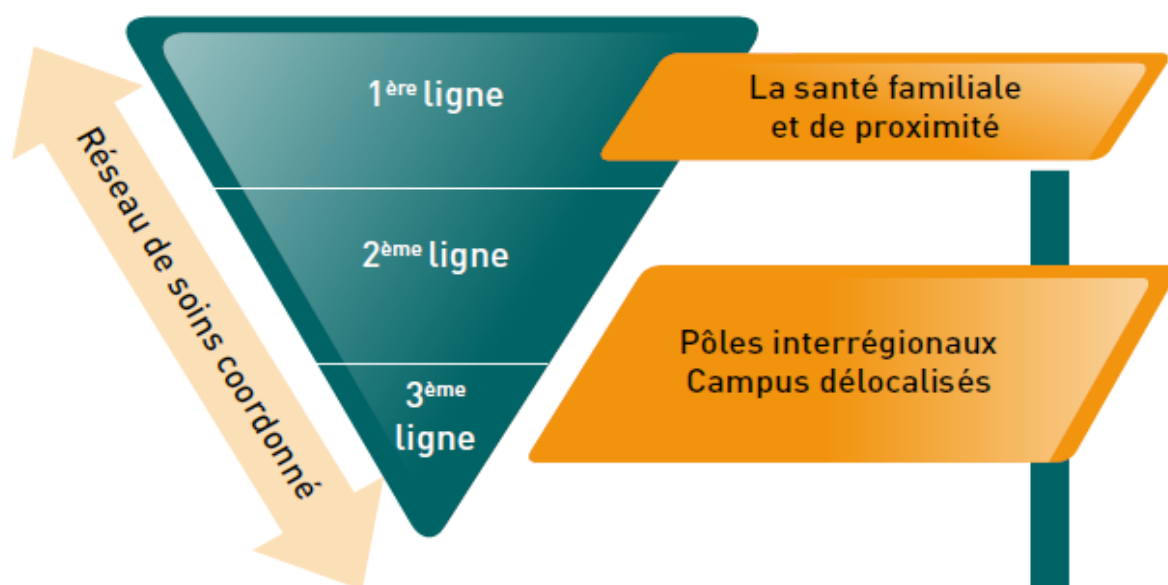 Réseau de soins coordonné
1ère ligne
La santé familiale
et de proximité
2ème ligne
Pôles interrégionaux
Campus délocalisés
3ème
ligne